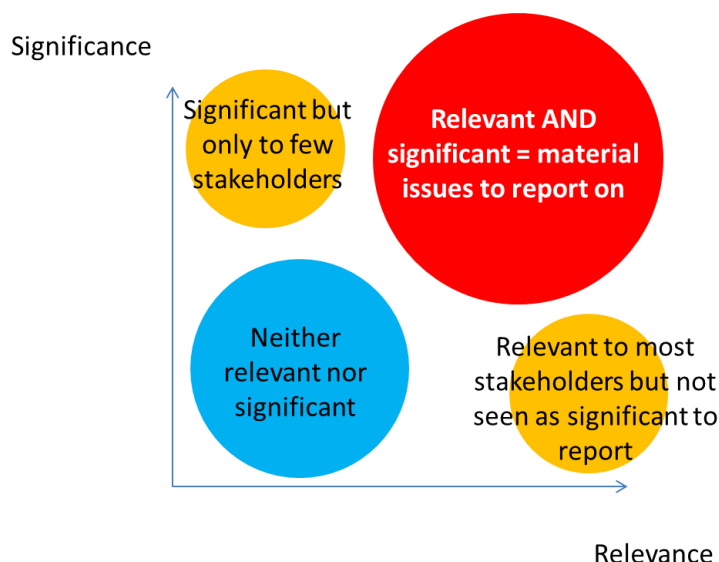 Significance
Significant but
only to few
stakeholders
Relevant AND
significant = material
issues to report on
Neither
relevant nor
significant
Relevant to most
stakeholders but not
seen as significant to
report
Relevance